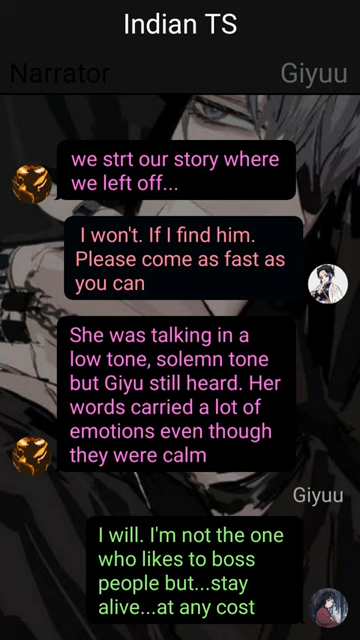 Indian TS
Narrator
Giyuu
we strt our story where
we left off...
I won't. If I find him.
Please come as fast as
you can
She was talking in a
low tone, solemn tone
but Giyu still heard. Her
words carried a lot of
emotions even though
they were calm
Giyuu
I will. I'm not the one
who likes to boss
people but...stay
alive...at any cost